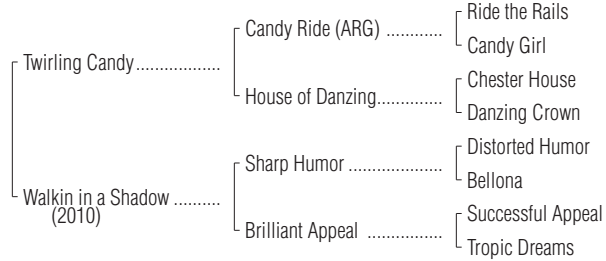 Ride the Rails
Candy Ride (ARG) ............
Candy Girl
Twirling Candy..................
Chester House
House of Danzing..............
Danzing Crown
Distorted Humor
Sharp Humor ....................
Bellona
Walkin in a Shadow ..........
(2010)
Successful Appeal
Brilliant Appeal ................
Tropic Dreams